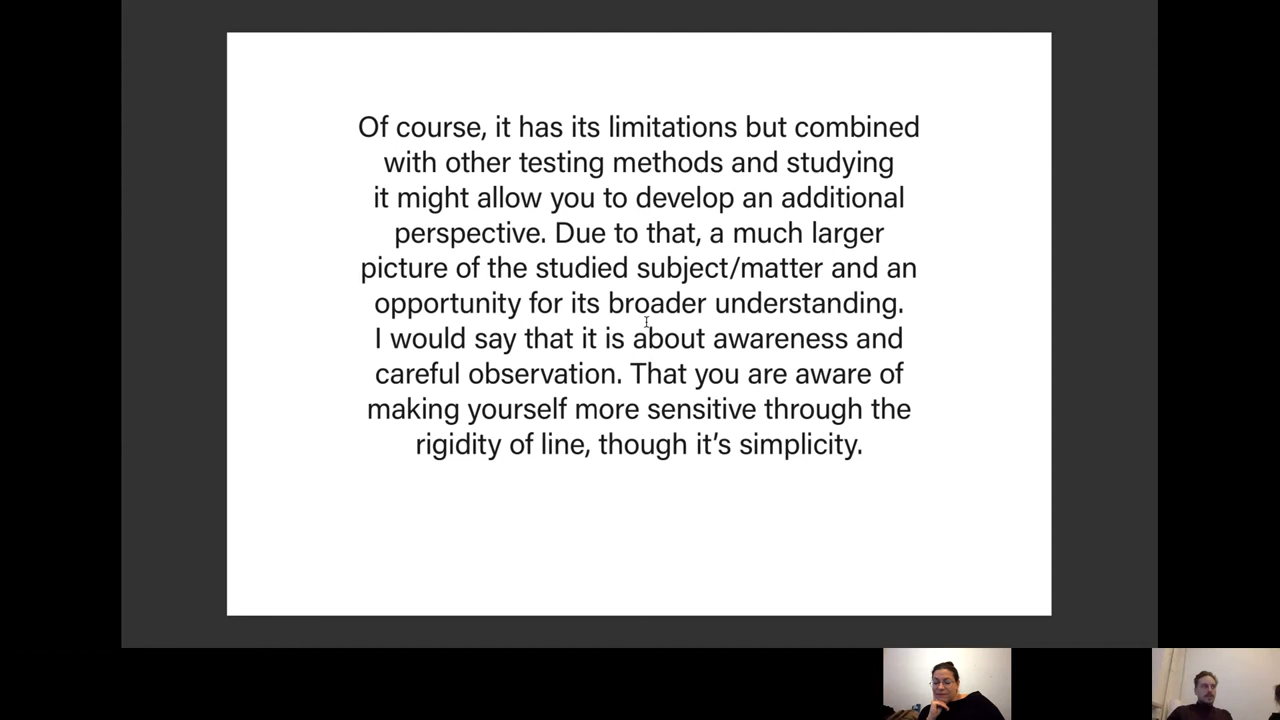 Of course, it has its limitations but combined
with other testing methods and studying
it might allow you to develop an additional
perspective. Due to that, a much larger
picture of the studied subject/matter and an
opportunity for its broader understanding.
I would say that it is about awareness and
careful observation. That you are aware of
making yourself more sensitive through the
rigidity of line, though it’s simplicity.